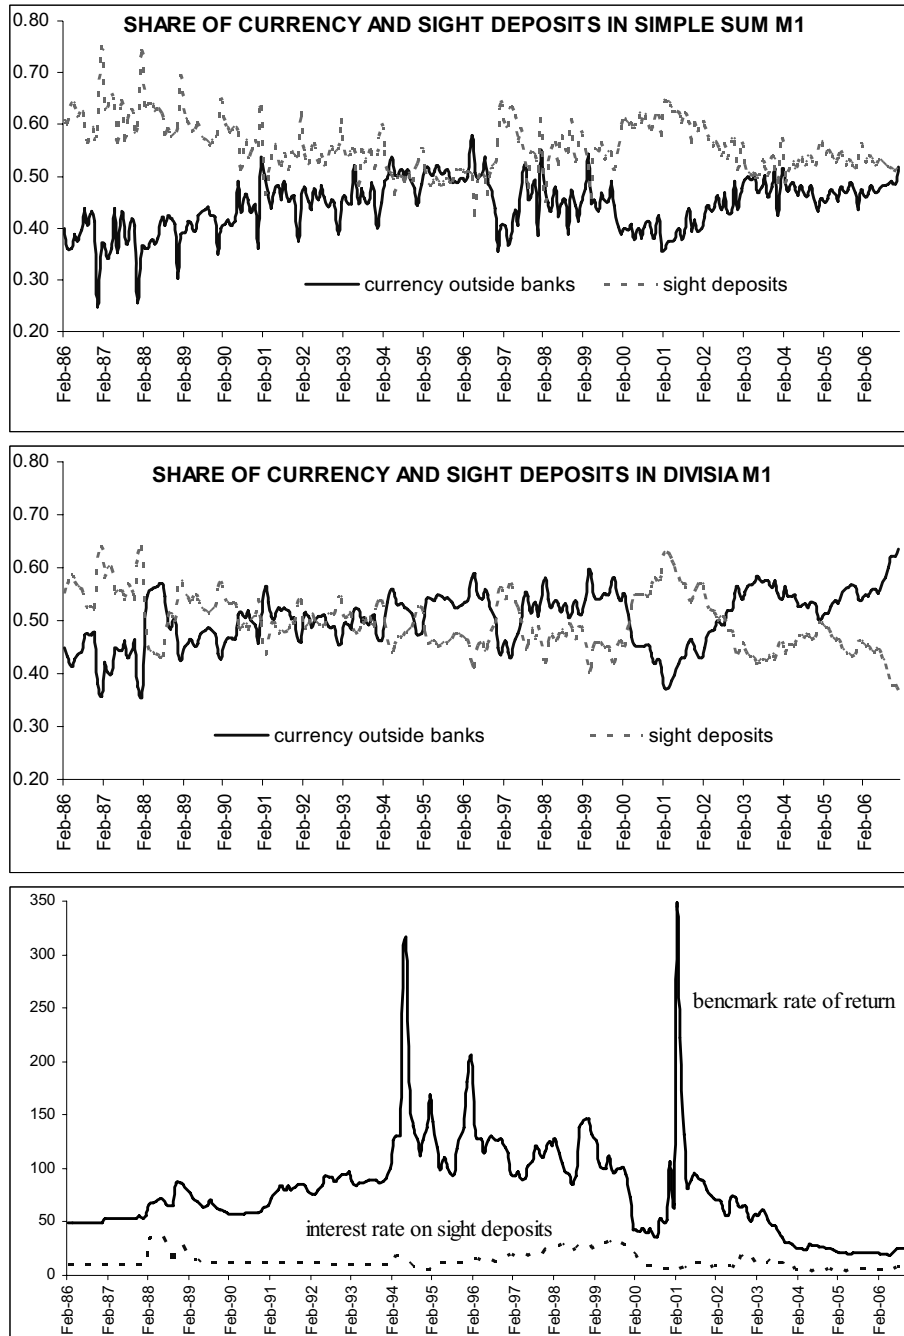 SHARE OF CURRENCY AND SIGHT DEPOSITS IN SIMPLE SUM M1
0.80
0.70
0.60
0.50
0.40
0.30
0.20
currency outside banks
sight deposits
Feb-86
Feb-87
Feb-88
Feb-89
Feb-90
Feb-91
Feb-92
Feb-93
Feb-94
Feb-95
Feb-96
Feb-97
Feb-98
Feb-99
Feb-00
Feb-01
Feb-02
Feb-03
Feb-04
Feb-05
Feb-06
SHARE OF CURRENCY AND SIGHT DEPOSITS IN DIVISIA M1
0.80
0.70
0.60
0.50
0.40
0.30
0.20
currency outside banks
sight deposits
Feb-86
Feb-87
Feb-88
Feb-89
Feb-90
Feb-91
Feb-92
Feb-93
Feb-94
Feb-95
Feb-96
Feb-97
Feb-98
Feb-99
Feb-00
Feb-01
Feb-02
Feb-03
Feb-04
Feb-05
Feb-06
350
300
250
200
150
100
50
0
bencmark rate of return
interest rate on sight deposits
Feb-86
Feb-87
Feb-88
Feb-89
Feb-90
Feb-91
Feb-92
Feb-93
Feb-94
Feb-95
Feb-96
Feb-97
Feb-98
Feb-99
Feb-00
Feb-01
Feb-02
Feb-03
Feb-04
Feb-05
Feb-06